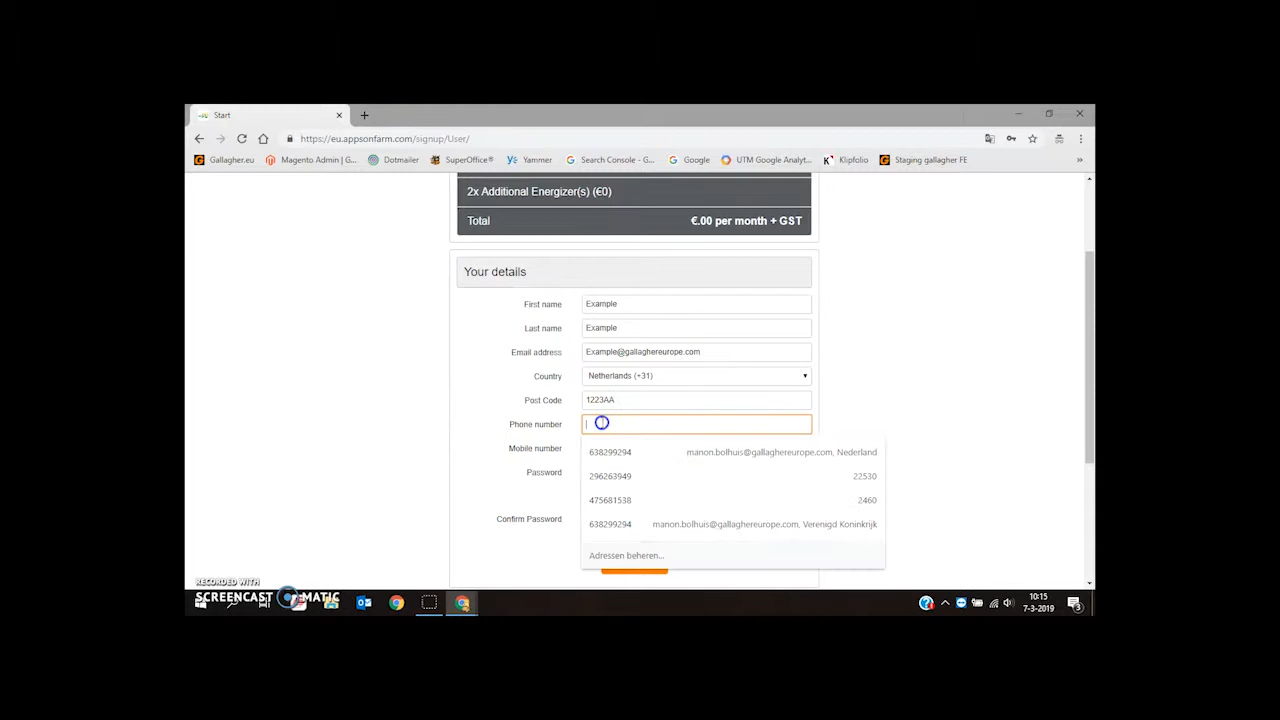 Start
https://eu.appsonfarm.com/signup/User/
Gallagher.eu Magento Admin | G... Dotmailer SuperOffice® Yammer Search Console - G... Google UTM Google Analyt... Klipfolio Staging gallagher FE »
2x Additional Energizer(s) (€0)
Total €.00 per month + GST
Your details
First name Example
Last name Example
Email address Example@gallaghereurope.com
Country Netherlands (+31)
Post Code 1223AA
Phone number
Mobile number
Password
Confirm Password
638299294 manon.bolhuis@gallaghereurope.com, Nederland
296263949 22530
475681538 2460
638299294 manon.bolhuis@gallaghereurope.com, Verenigd Koninkrijk
Adressen beheren...
RECORDED WITH
SCREENCAST MATIC
10:15
7-3-2019
3